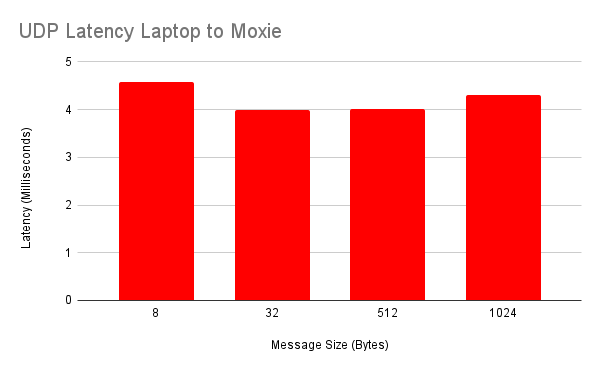 UDP Latency Laptop to Moxie
Latency (Milliseconds)
5
4
3
2
1
0
8 32 512 1024
Message Size (Bytes)